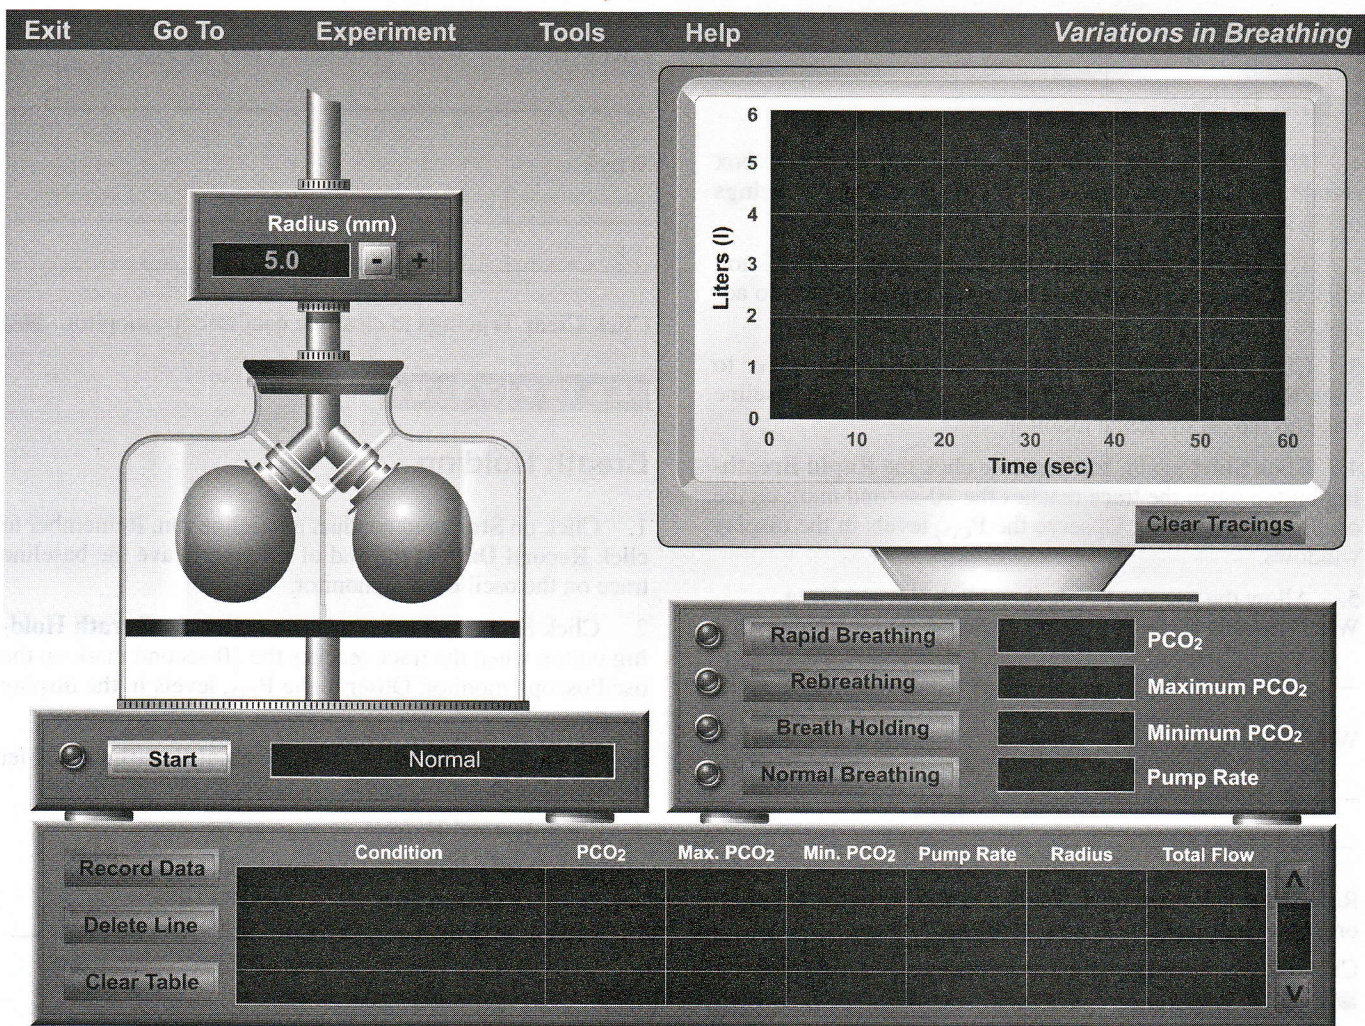 Exit Go To Experiment Tools Help Variations in Breathing
Radius (mm)
5.0 - +
Liters (l)
6
5
4
3
2
1
0
0 10 20 30 40 50 60
Time (sec)
Clear Tracings
Rapid Breathing PCO₂
Rebreathing Maximum PCO₂
Breath Holding Minimum PCO₂
Normal Breathing Pump Rate
Start Normal
Condition PCO₂ Max. PCO₂ Min. PCO₂ Pump Rate Radius Total Flow
Record Data
Delete Line
Clear Table